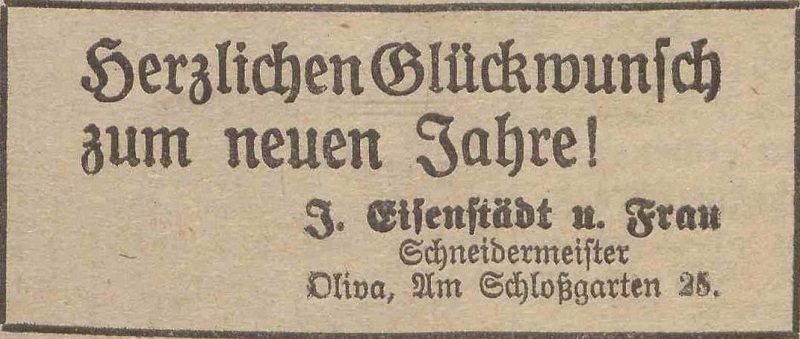 Herzlichen Glückwunsch
zum neuen Jahre!
J. Eisenstädt u. Frau
Schneidermeister
Oliva, Am Schloßgarten 25.